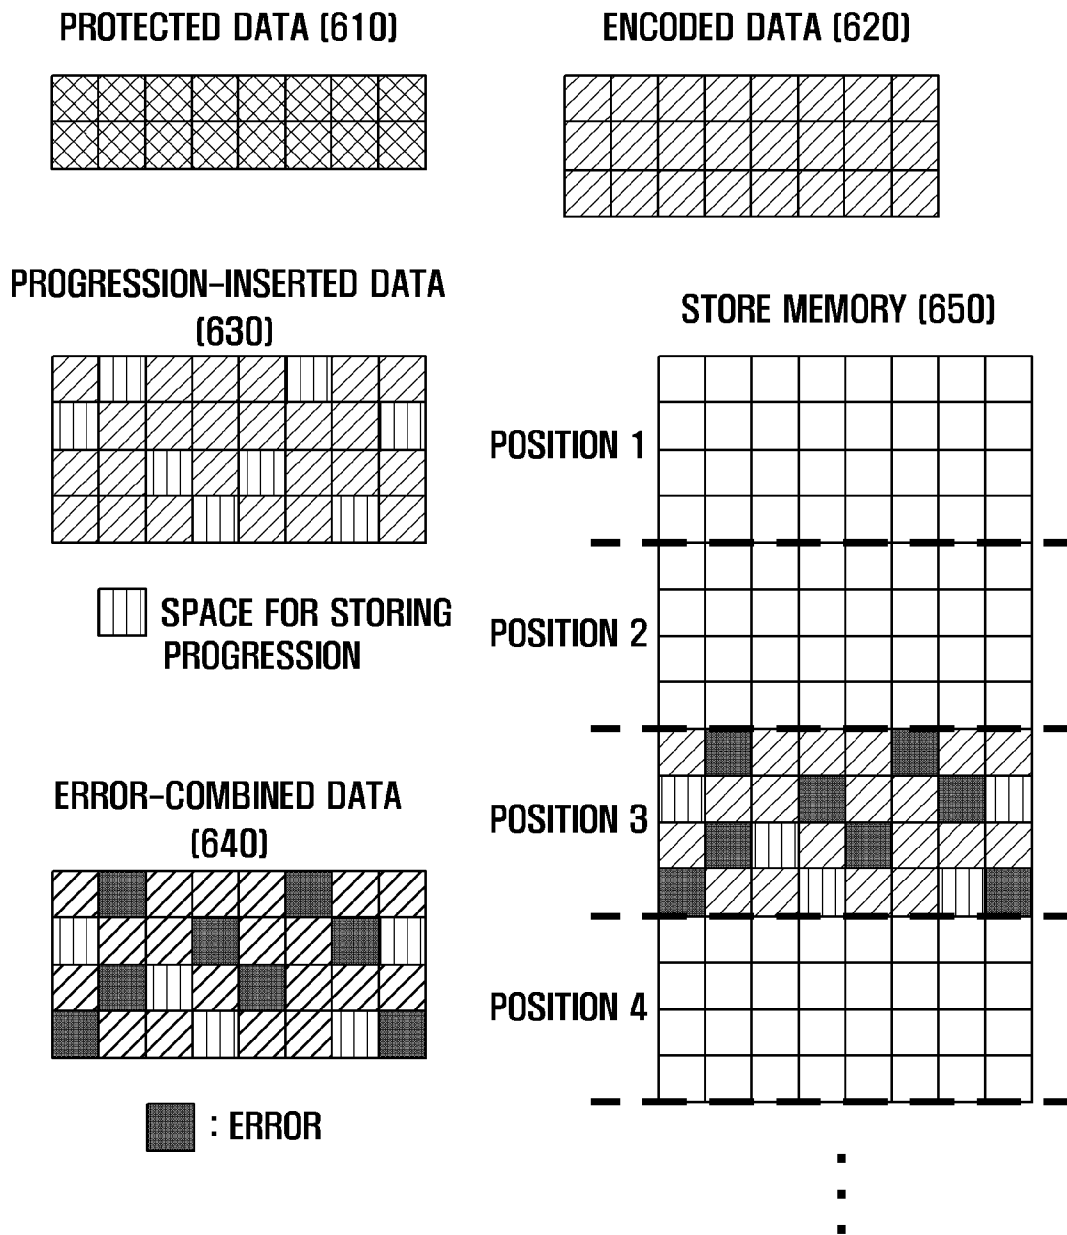 PROTECTED DATA (610)
ENCODED DATA (620)
PROGRESSION-INSERTED DATA
(630)
STORE MEMORY (650)
POSITION 1
SPACE FOR STORING
PROGRESSION
POSITION 2
ERROR-COMBINED DATA
(640)
POSITION 3
POSITION 4
: ERROR